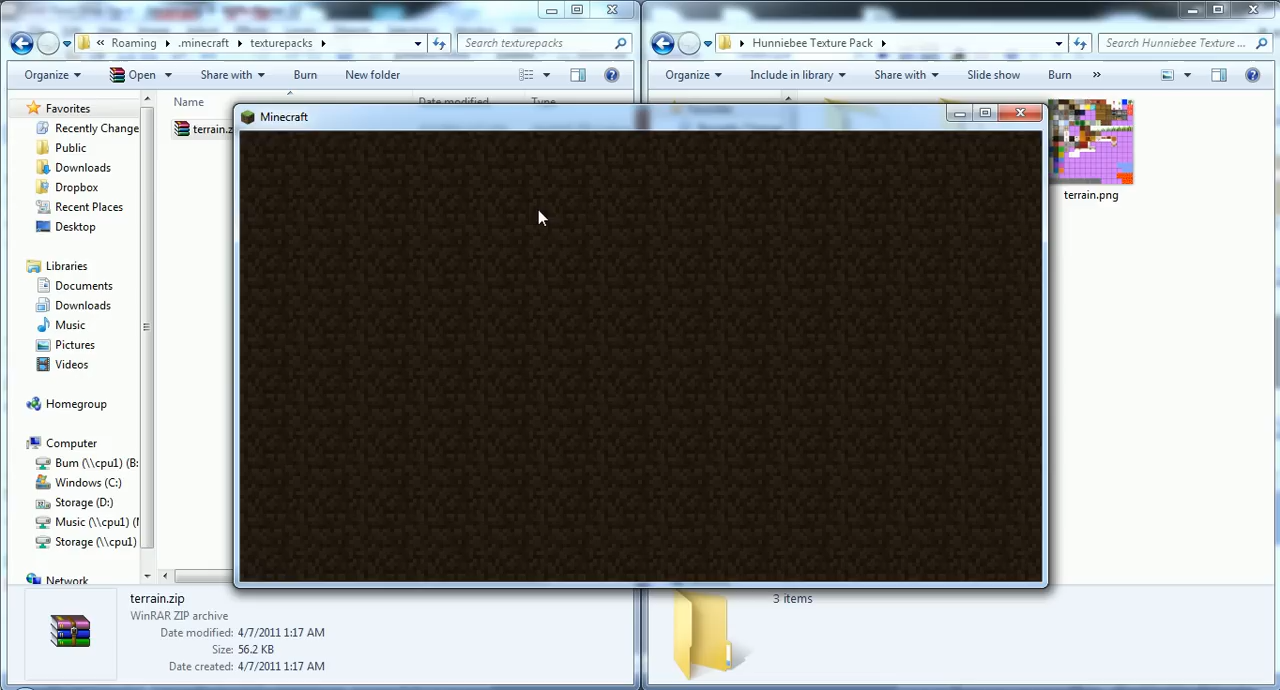 Roaming .minecraft texturepacks
Search texturepacks
Organize Open Share with Burn New folder
Name Date modified Type
terrain.z
Favorites
Recently Change
Public
Downloads
Dropbox
Recent Places
Desktop
Libraries
Documents
Downloads
Music
Pictures
Videos
Homegroup
Computer
Bum (\\cpu1) (B:
Windows (C:)
Storage (D:)
Music (\\cpu1) (
Storage (\\cpu1)
Network
terrain.zip
WinRAR ZIP archive
Date modified: 4/7/2011 1:17 AM
Size: 56.2 KB
Date created: 4/7/2011 1:17 AM
Minecraft
Hunniebee Texture Pack
Search Hunniebee Texture ...
Organize Include in library Share with Slide show Burn »
terrain.png
3 items